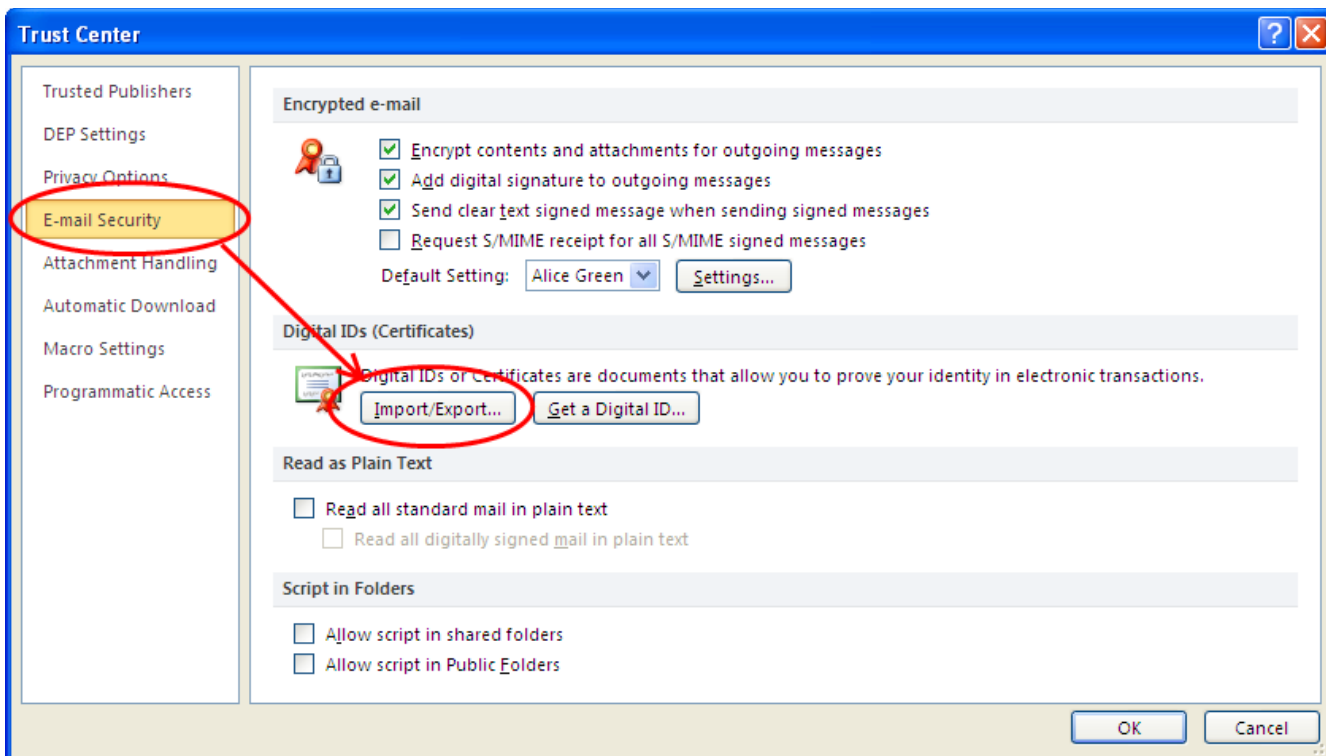 Trust Center
Trusted Publishers
DEP Settings
Privacy Options
E-mail Security
Attachment Handling
Automatic Download
Macro Settings
Programmatic Access
Encrypted e-mail
Encrypt contents and attachments for outgoing messages
Add digital signature to outgoing messages
Send clear text signed message when sending signed messages
Request S/MIME receipt for all S/MIME signed messages
Default Setting: Alice Green Settings...
Digital IDs (Certificates)
Digital IDs or Certificates are documents that allow you to prove your identity in electronic transactions.
Import/Export... Get a Digital ID...
Read as Plain Text
Read all standard mail in plain text
Read all digitally signed mail in plain text
Script in Folders
Allow script in shared folders
Allow script in Public Folders
OK Cancel